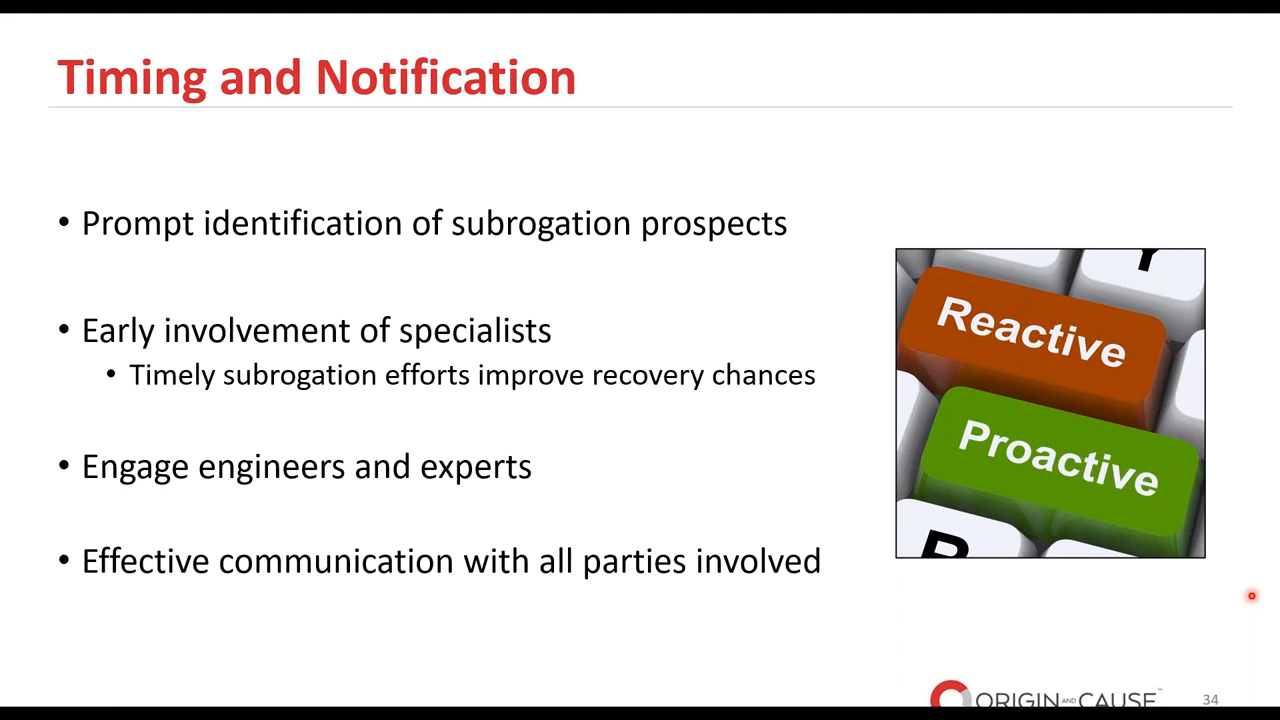 Timing and Notification
• Prompt identification of subrogation prospects
• Early involvement of specialists
• Timely subrogation efforts improve recovery chances
• Engage engineers and experts
• Effective communication with all parties involved
Y
Reactive
Proactive
ORIGIN AND CAUSE™
34